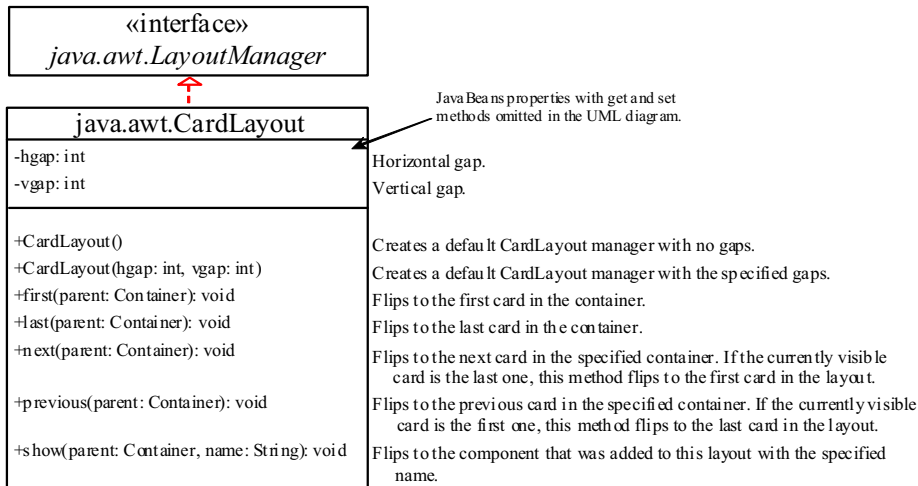 «interface»
java.awt.LayoutManager
JavaBeans properties with get and set
methods omitted in the UML diagram.
java.awt.CardLayout
-hgap: int
Horizontal gap.
-vgap: int
Vertical gap.
+CardLayout()
Creates a default CardLayout manager with no gaps.
+CardLayout(hgap: int, vgap: int)
Creates a default CardLayout manager with the specified gaps.
+first(parent: Container): void
Flips to the first card in the container.
+last(parent: Container): void
Flips to the last card in the container.
+next(parent: Container): void
Flips to the next card in the specified container. If the currently visible
card is the last one, this method flips to the first card in the layout.
+previous(parent: Container): void
Flips to the previous card in the specified container. If the currently visible
card is the first one, this method flips to the last card in the layout.
+show(parent: Container, name: String): void
Flips to the component that was added to this layout with the specified
name.